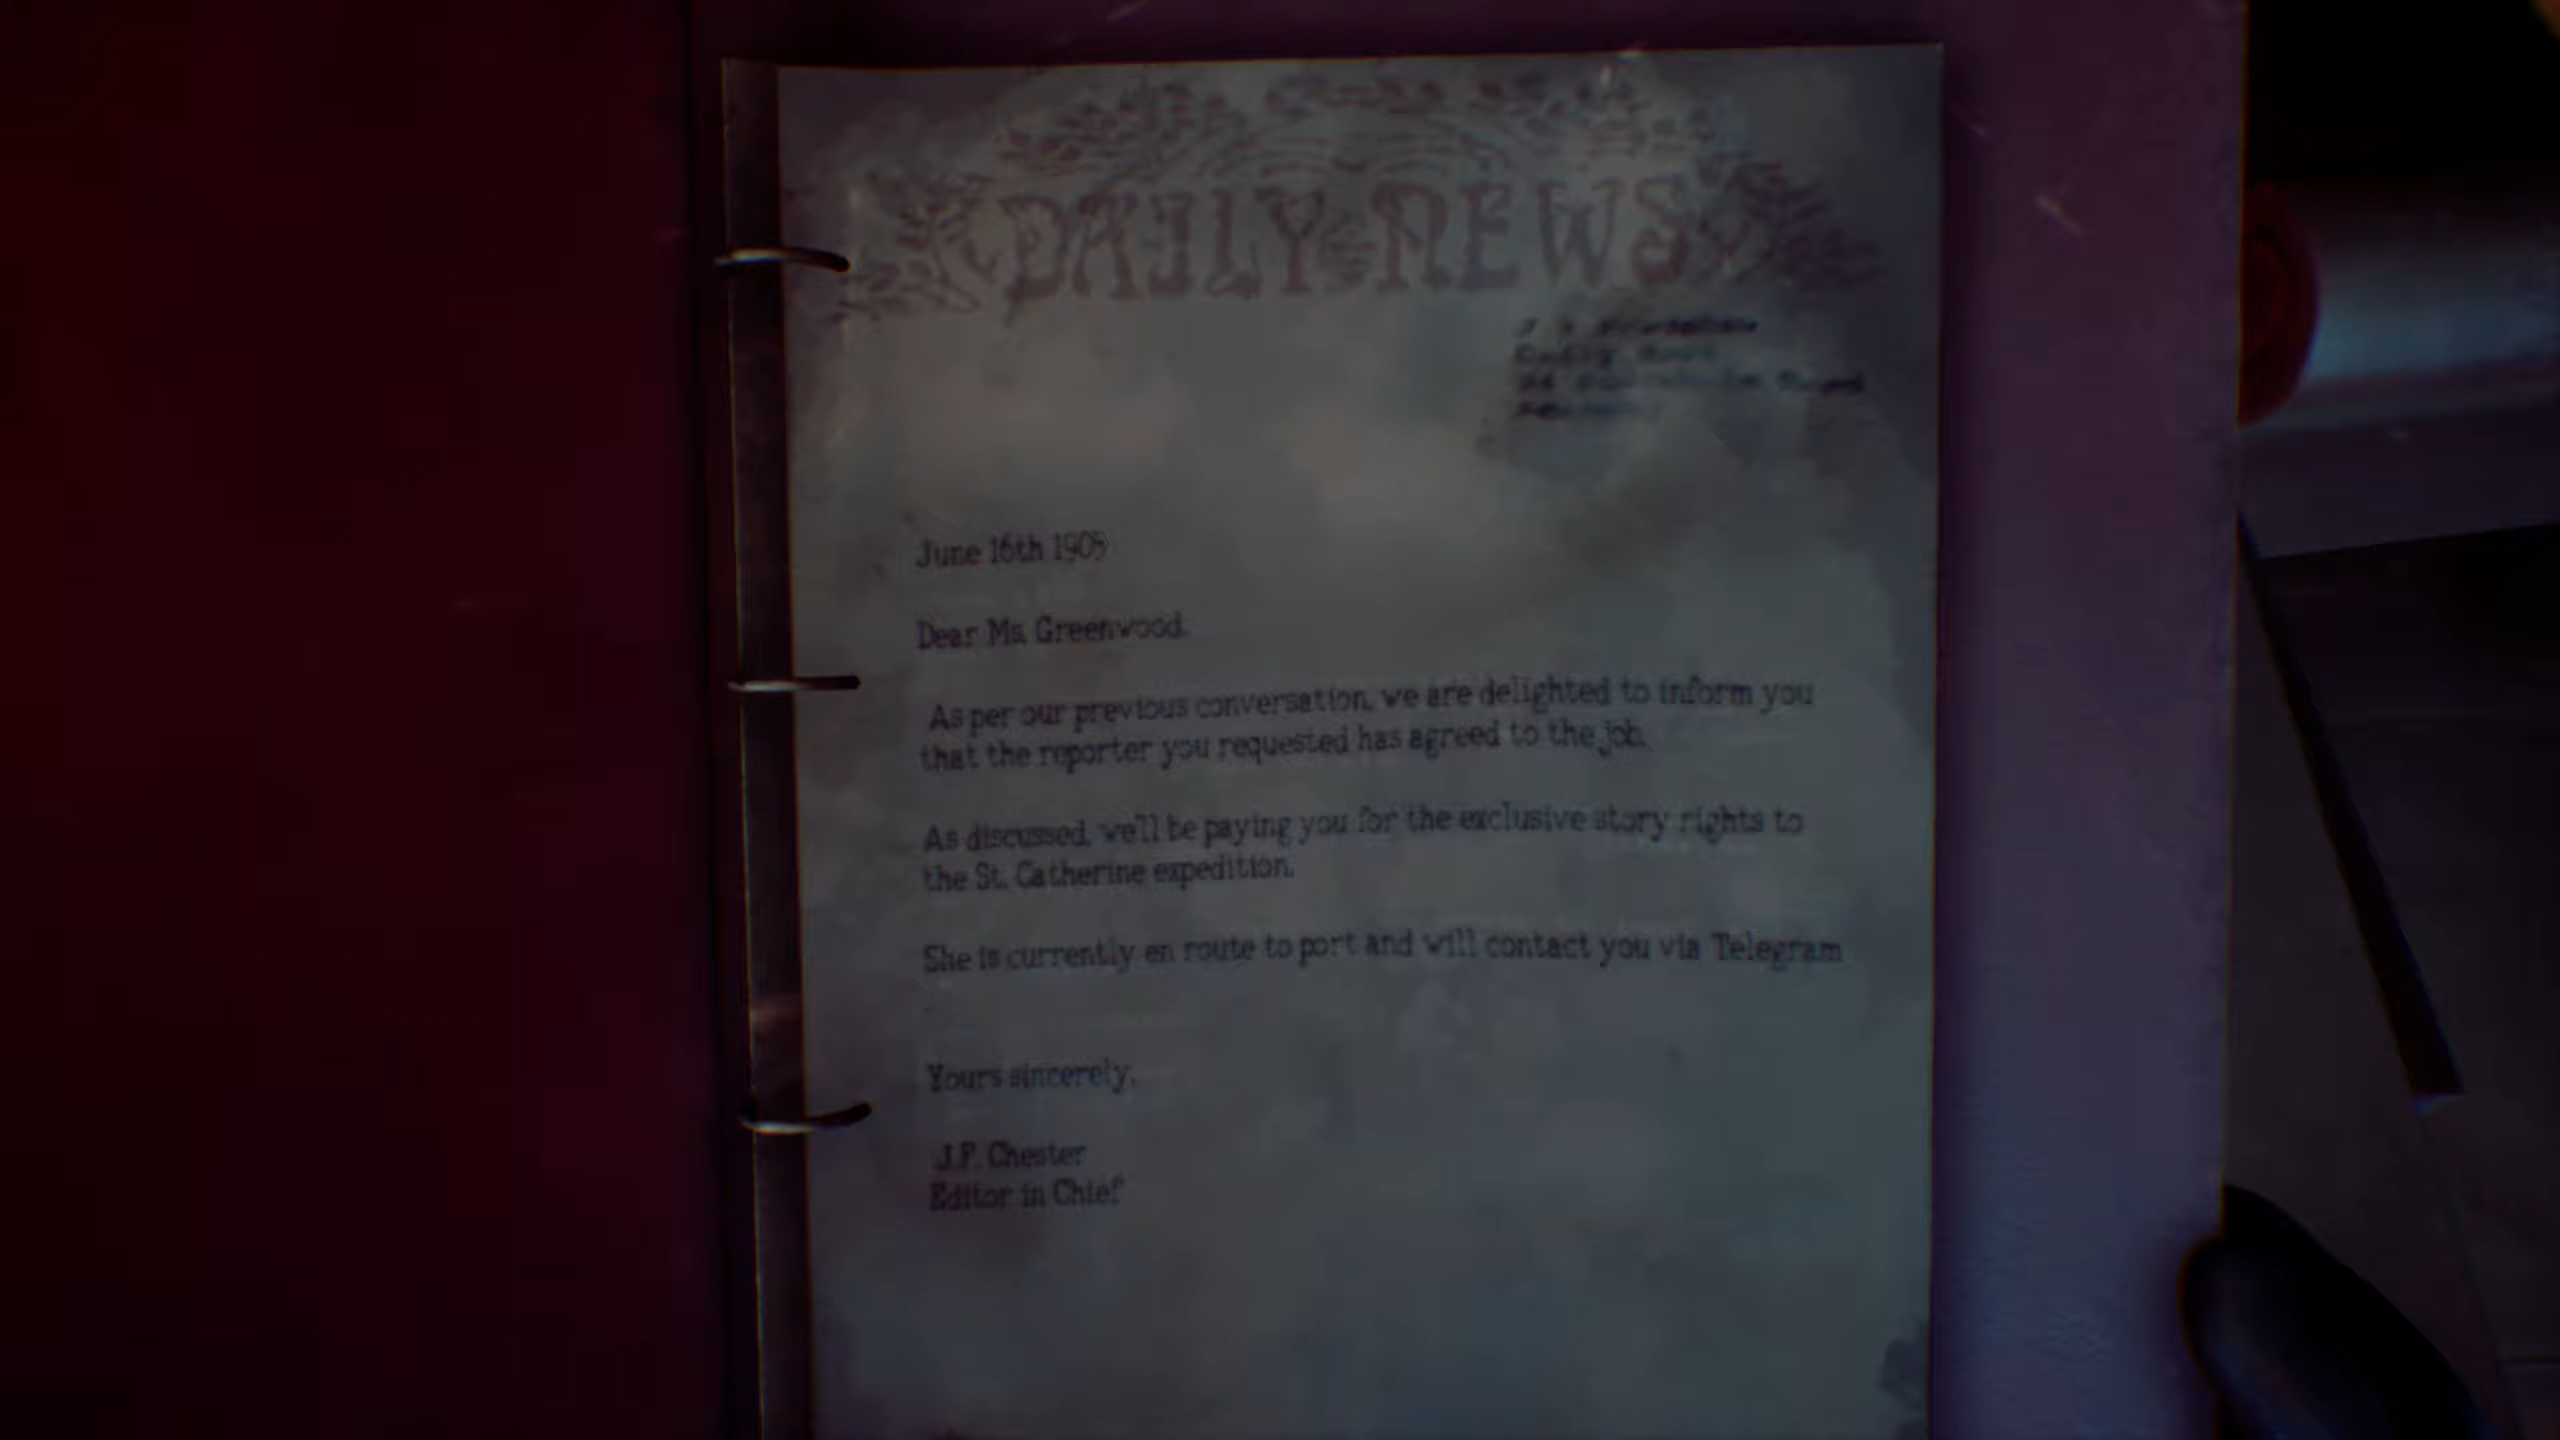 DAILY NEWS
June 16th 1905
Dear Ms. Greenwood,
As per our previous conversation, we are delighted to inform you
that the reporter you requested has agreed to the job.
As discussed, we'll be paying you for the exclusive story rights to
the St. Catherine expedition.
She is currently en route to port and will contact you via Telegram
.
Yours sincerely,
J.P. Chester
Editor in Chief